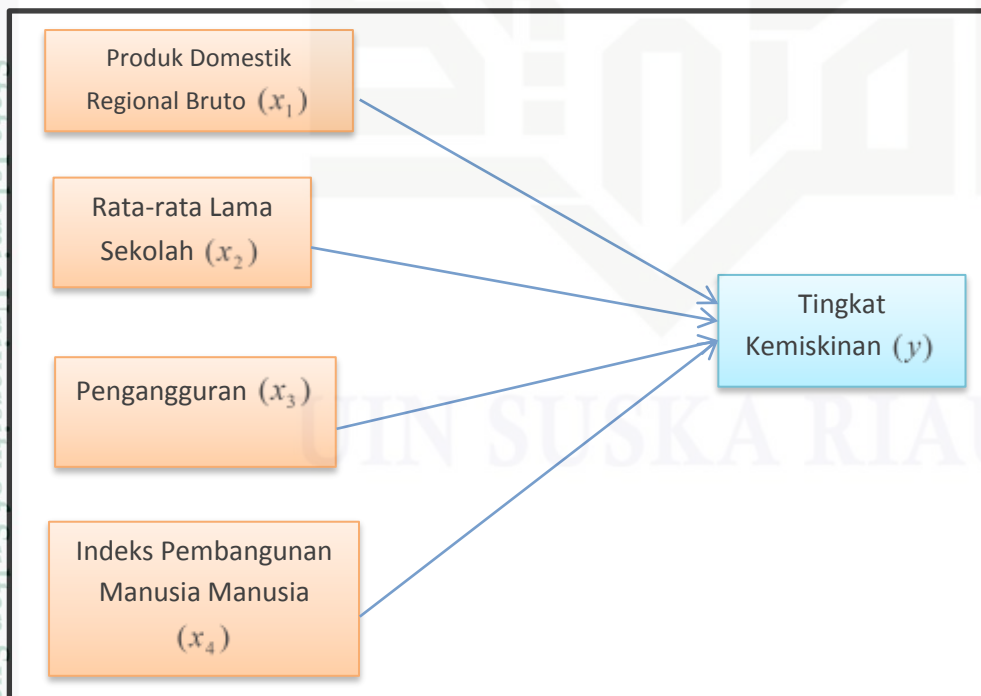 Produk Domestik
Regional Bruto (x₁)
Rata-rata Lama
Sekolah (x₂)
Pengangguran (x₃)
Indeks Pembangunan
Manusia Manusia
(x₄)
Tingkat
Kemiskinan (y)
UIN SUSKA RIAU